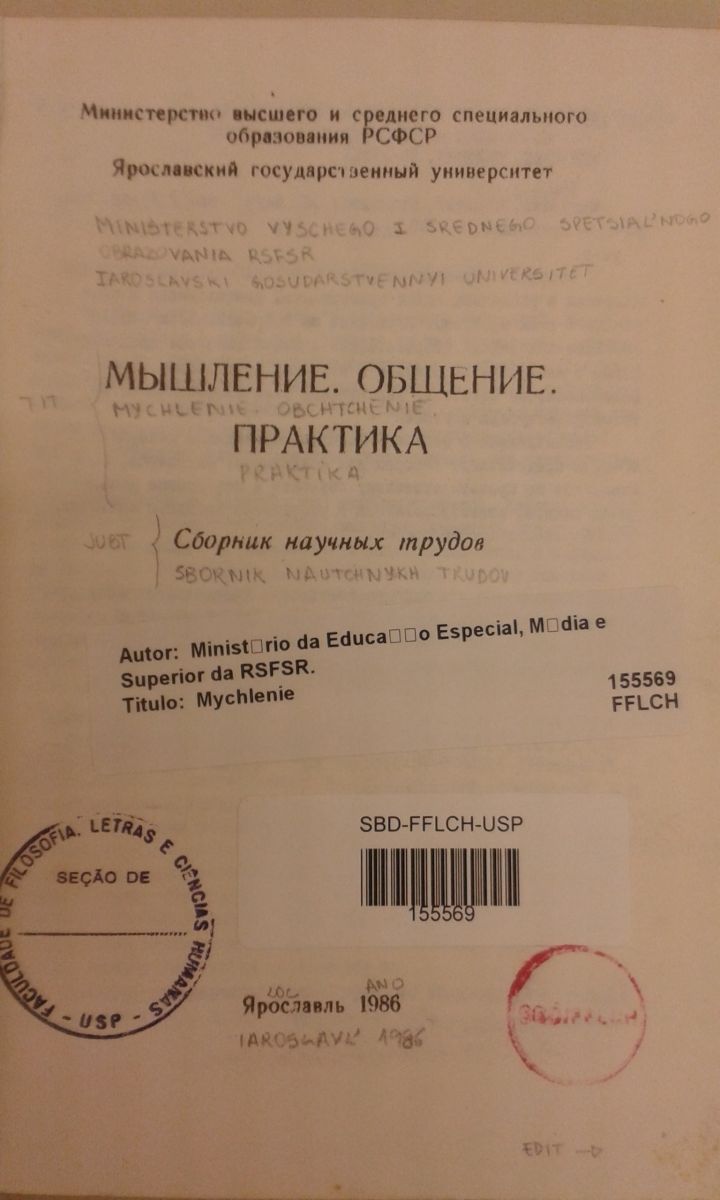 Министерство высшего и среднего специального
образования РСФСР
Ярославский государственный университет
MINISTERSTVO VYSCHEGO I SREDNEGO SPETSIAL'NOGO
OBRAZOVANIA RSFSR
IAROSLAVSKI GOSUDARSTVENNYI UNIVERSITET
МЫШЛЕНИЕ. ОБЩЕНИЕ.
TIT
MYCHLENIE. OBCHTCHENIE.
ПРАКТИКА
PRAKTIKA
SUBT
Сборник научных трудов
SBORNIK NAUTCHNYKH TRUDOV
Autor: Minist□rio da Educa□□o Especial, M□dia e
Superior da RSFSR.
Titulo: Mychlenie
155569
FFLCH
SBD-FFLCH-USP
155569
FACULDADE DE FILOSOFIA, LETRAS E CIÊNCIAS HUMANAS - USP -
SEÇÃO DE
LOC ANO
Ярославль 1986
IAROSLAVL' 1986
EDIT →